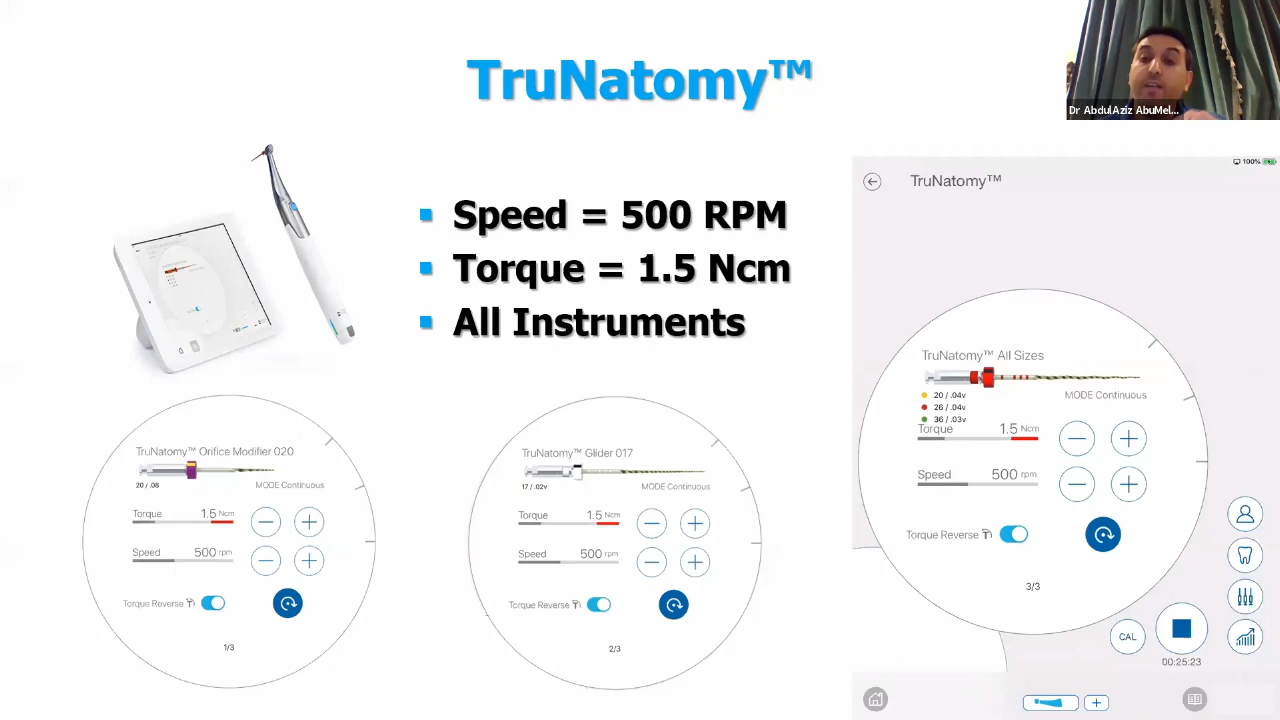 TruNatomy™
Dr AbdulAziz AbuMel...
Speed = 500 RPM
Torque = 1.5 Ncm
All Instruments
TruNatomy™ Orifice Modifier 020
20 / .08
MODE Continuous
Torque 1.5 Ncm
Speed 500 rpm
Torque Reverse
1/3
TruNatomy™ Glider 017
17 / .02v
MODE Continuous
Torque 1.5 Ncm
Speed 500 rpm
Torque Reverse
2/3
100%
TruNatomy™
TruNatomy™ All Sizes
20 / .04v
26 / .04v
36 / .03v
MODE Continuous
Torque 1.5 Ncm
Speed 500 rpm
Torque Reverse
3/3
CAL
00:25:23